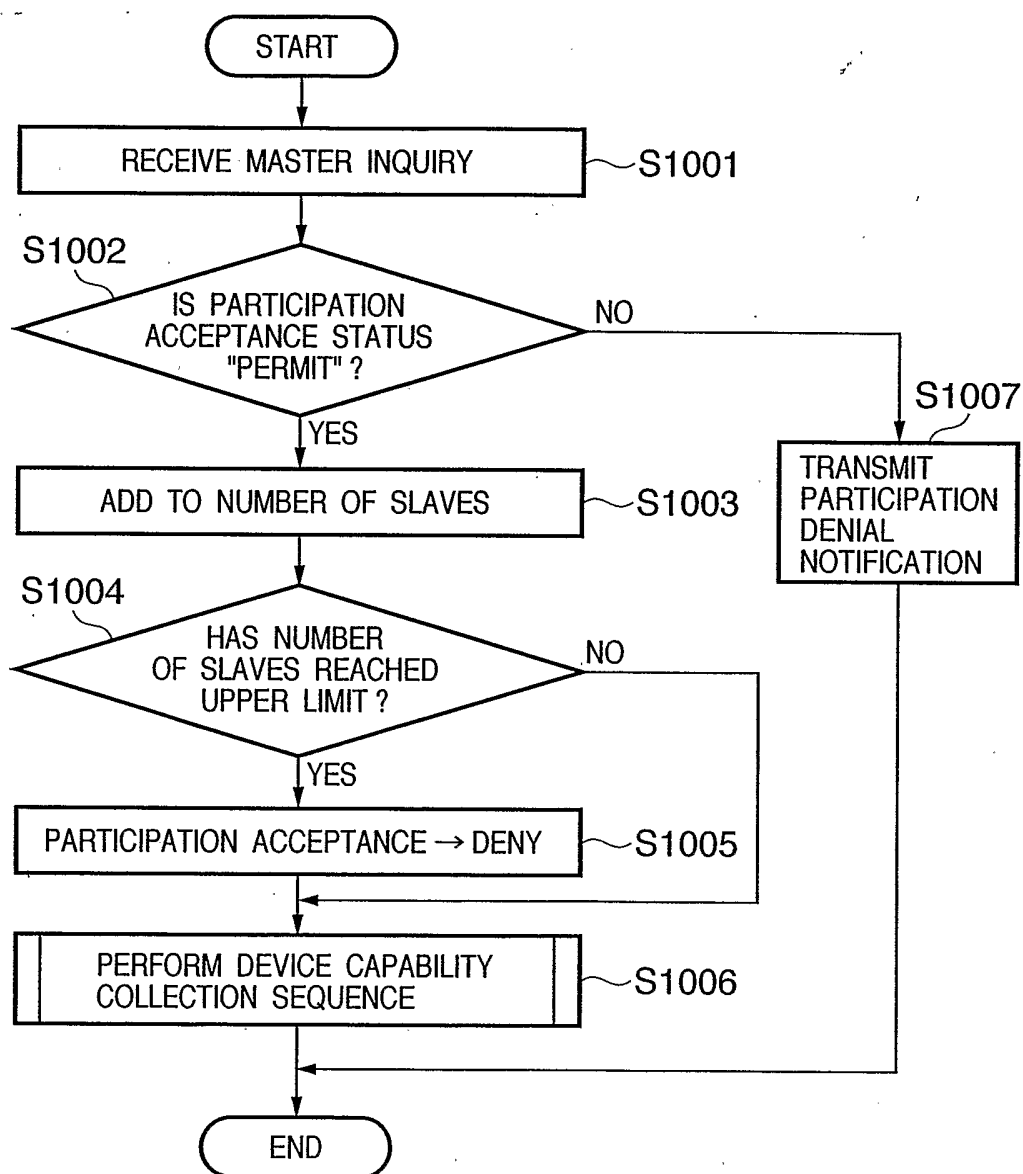 START
RECEIVE MASTER INQUIRY
S1001
S1002
IS PARTICIPATION
ACCEPTANCE STATUS
"PERMIT" ?
NO
YES
S1007
TRANSMIT
PARTICIPATION
DENIAL
NOTIFICATION
ADD TO NUMBER OF SLAVES
S1003
S1004
HAS NUMBER
OF SLAVES REACHED
UPPER LIMIT ?
NO
YES
PARTICIPATION ACCEPTANCE → DENY
S1005
PERFORM DEVICE CAPABILITY
COLLECTION SEQUENCE
S1006
END